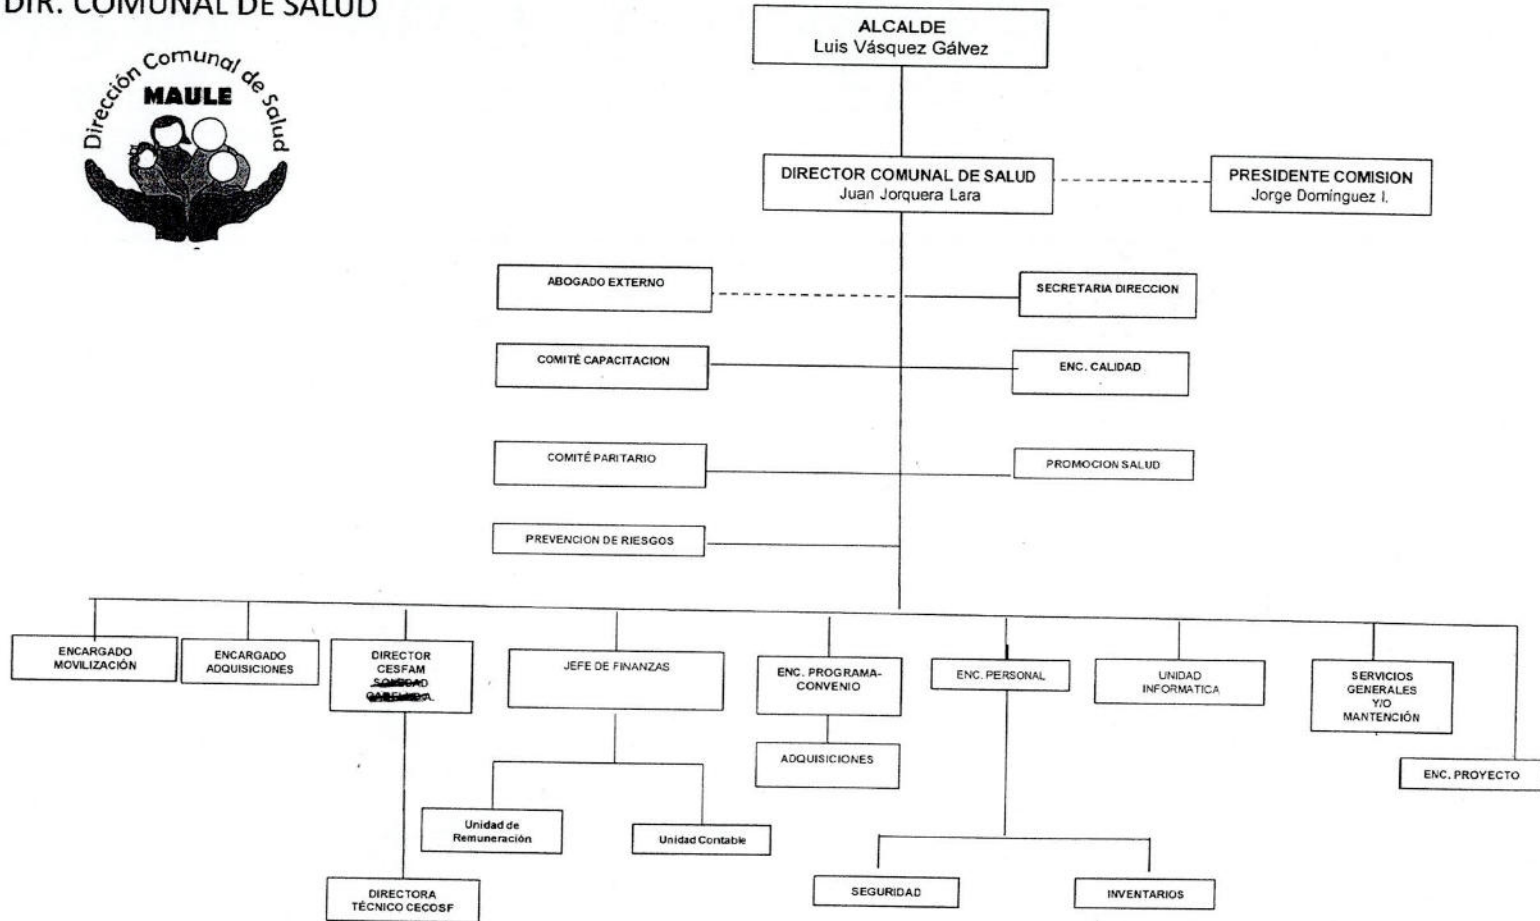 DIR. COMUNAL DE SALUD
Dirección Comunal de Salud
MAULE
ALCALDE
Luis Vásquez Gálvez
DIRECTOR COMUNAL DE SALUD
Juan Jorquera Lara
PRESIDENTE COMISION
Jorge Domínguez I.
ABOGADO EXTERNO
SECRETARIA DIRECCION
COMITÉ CAPACITACION
ENC. CALIDAD
COMITÉ PARITARIO
PROMOCION SALUD
PREVENCION DE RIESGOS
ENCARGADO
MOVILIZACIÓN
ENCARGADO
ADQUISICIONES
DIRECTOR
CESFAM
SOLEDAD
JEFE DE FINANZAS
ENC. PROGRAMA-
CONVENIO
ENC. PERSONAL
UNIDAD
INFORMATICA
SERVICIOS
GENERALES
Y/O
MANTENCIÓN
ADQUISICIONES
ENC. PROYECTO
Unidad de
Remuneración
Unidad Contable
DIRECTORA
TÉCNICO CECOSF
SEGURIDAD
INVENTARIOS